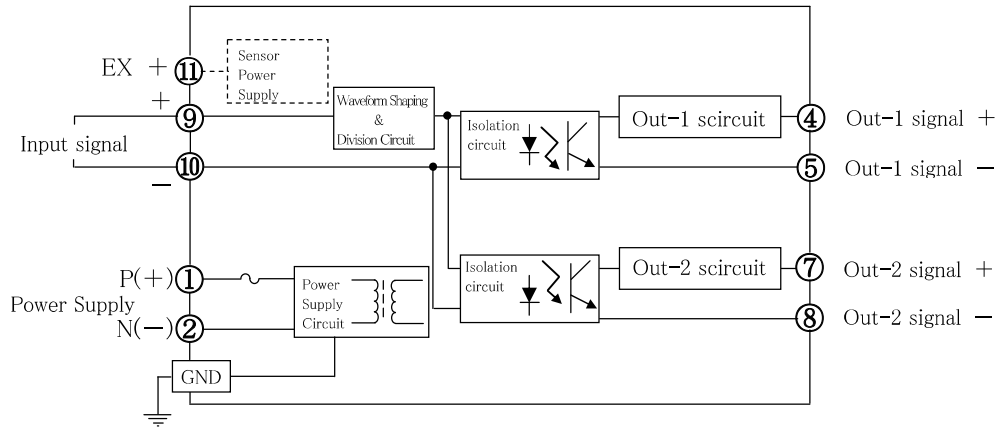 EX +
⑪
Sensor
Power
Supply
+
⑨
Waveform Shaping
&
Division Circuit
Isolation
circuit
Out-1 scircuit
④
Out-1 signal +
Input signal
⑩
−
⑤
Out-1 signal −
P(+)
①
Power Supply
N(−)
②
Power
Supply
Circuit
Isolation
circuit
Out-2 scircuit
⑦
Out-2 signal +
⑧
Out-2 signal −
GND